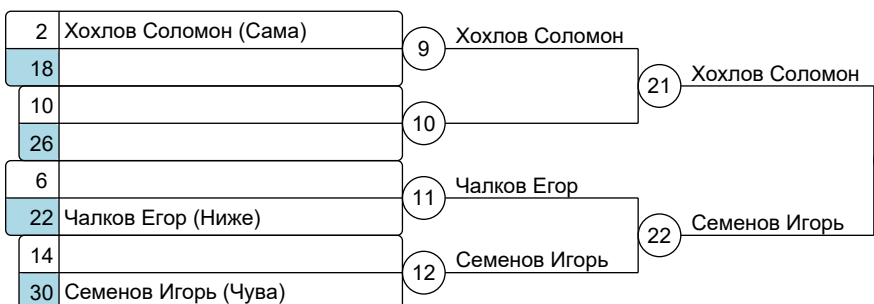 2 Хохлов Соломон (Сама)
9 Хохлов Соломон
18
21 Хохлов Соломон
10
10
26
6
11 Чалков Егор
22 Чалков Егор (Ниже)
22 Семенов Игорь
14
12 Семенов Игорь
30 Семенов Игорь (Чува)